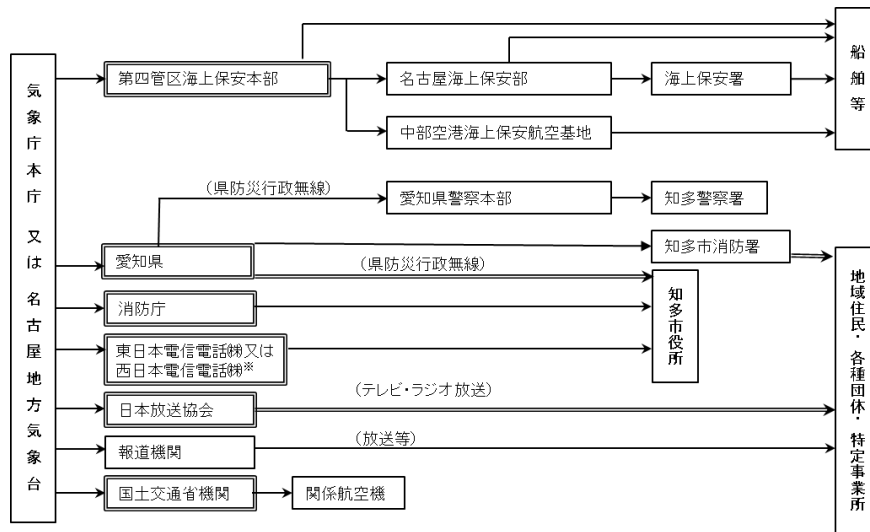 気象庁本庁 又は 名古屋地方気象台
第四管区海上保安本部
名古屋海上保安部
海上保安署
船舶等
中部空港海上保安航空基地
(県防災行政無線)
愛知県警察本部
知多警察署
愛知県
知多市消防署
(県防災行政無線)
消防庁
知多市役所
東日本電信電話㈱又は
西日本電信電話㈱※
日本放送協会
(テレビ・ラジオ放送)
報道機関
(放送等)
国土交通省機関
関係航空機
地域住民・各種団体・特定事業所